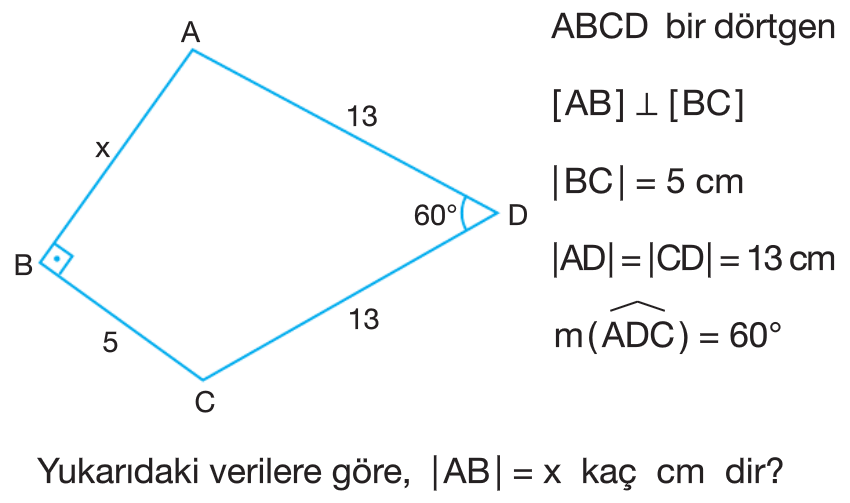 A
13
x
60°
D
B
5
13
C
ABCD bir dörtgen
[AB] ⊥ [BC]
|BC| = 5 cm
|AD| = |CD| = 13 cm
m(ADC) = 60°
Yukarıdaki verilere göre, |AB| = x kaç cm dir?